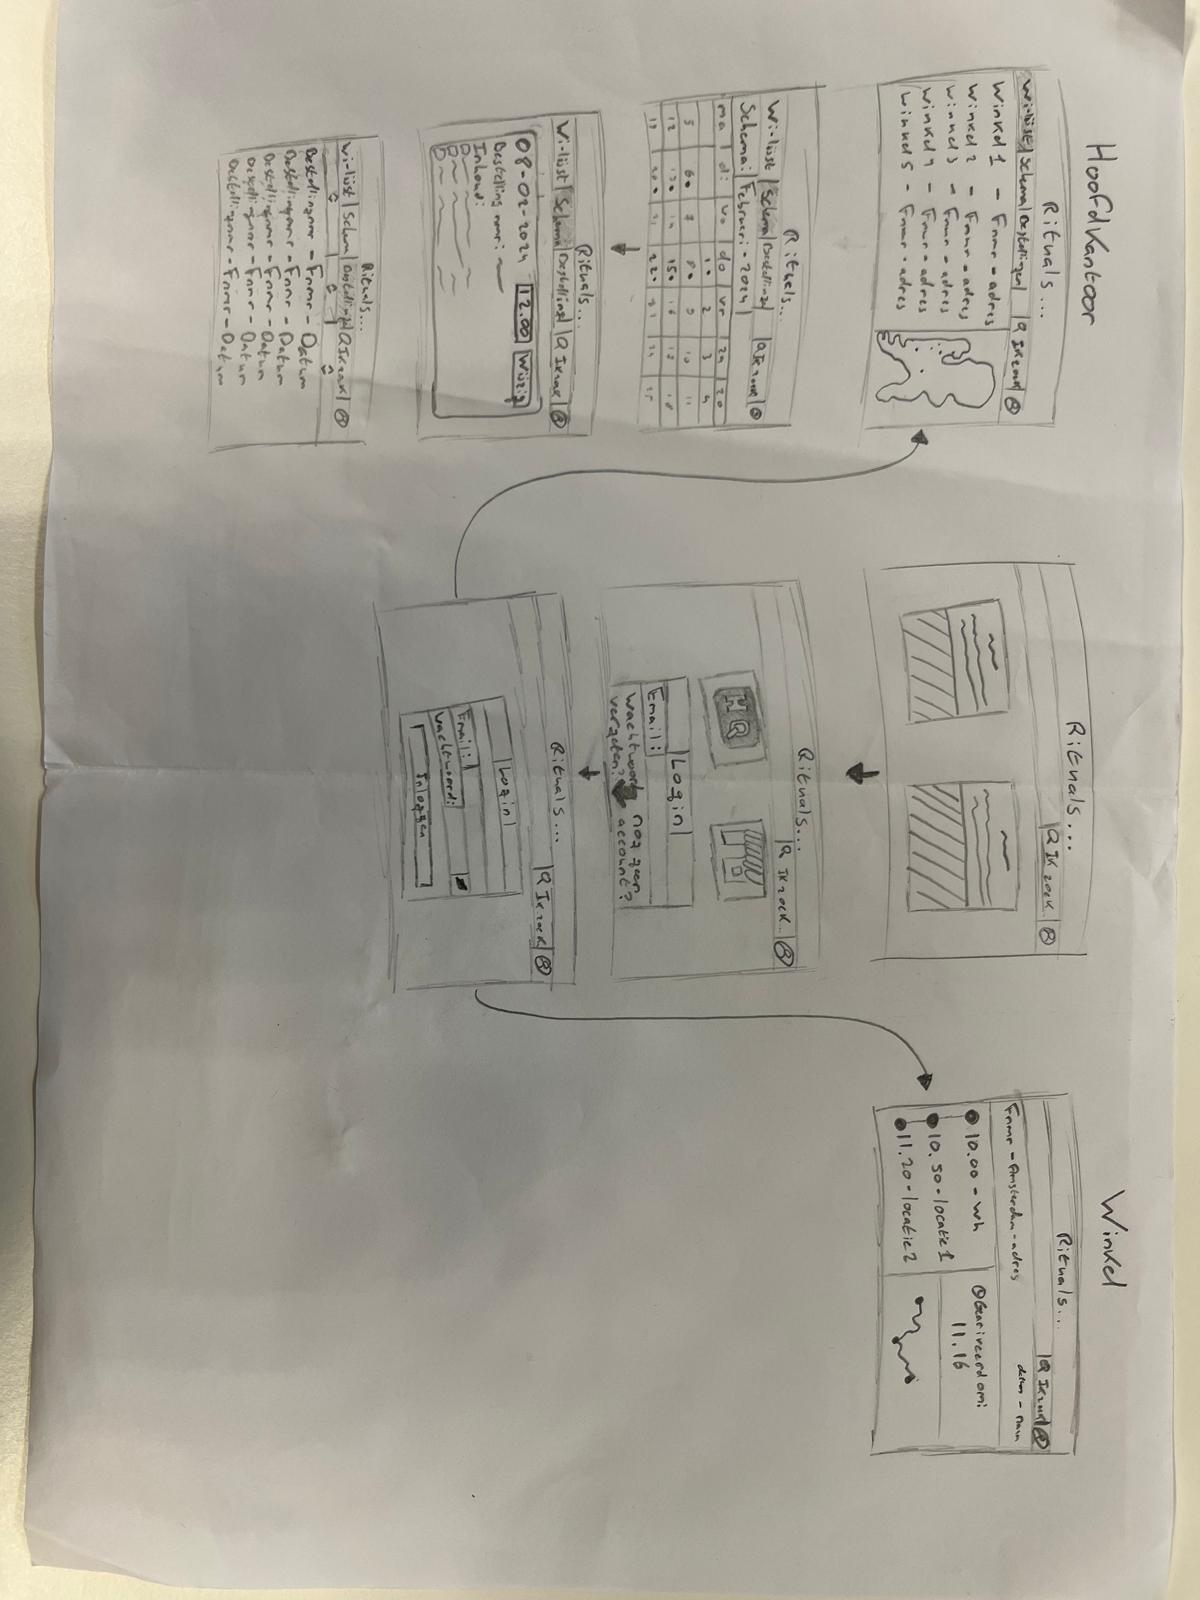 Hoofdkantoor
Rituals...
Wi-lijst | Schema | Bestellingen | Q Ik zoek
Winkel 1 - Fnmr - adres
Winkel 2 - Fnmr - adres
Winkel 3 - Fnmr - adres
Winkel 4 - Fnmr - adres
Winkel 5 - Fnmr - adres
Rituals...
Wi-lijst | Schema | Bestellingen | Q Ik zoek
Schema: | Februari - 2024 |
ma di wo do vr za zo
1 2 3 4
5 6 7 8 9 10 11
12 13 14 15 16 17 18
19 20 21 22 23 24 25
Rituals...
Wi-lijst | Schema | Bestelling | Q Ik zoek
08-02-2024 12.00 Wijzig
Bestelling nmr:
Inhoud:
Rituals...
Wi-lijst | Schema | Bestelling | Q Ik zoek
Bestellingnmr - Fnmr - Datum
Bestellingnmr - Fnmr - Datum
Bestellingnmr - Fnmr - Datum
Bestellingnmr - Fnmr - Datum
Bestellingnmr - Fnmr - Datum
Rituals...
Q Ik zoek..
Rituals...
Q Ik zoek..
HQ
Login
Email:
Wachtwoord vergeten?
nog geen account?
Rituals...
Q Ik zoek
Login
Email:
Wachtwoord:
Inloggen
Winkel
Rituals...
Q Ik zoek
Fnmr - Amsterdam - adres
10.00 - Wh
10.50 - locatie 1
11.20 - locatie 2
Gearriveerd om:
11.16